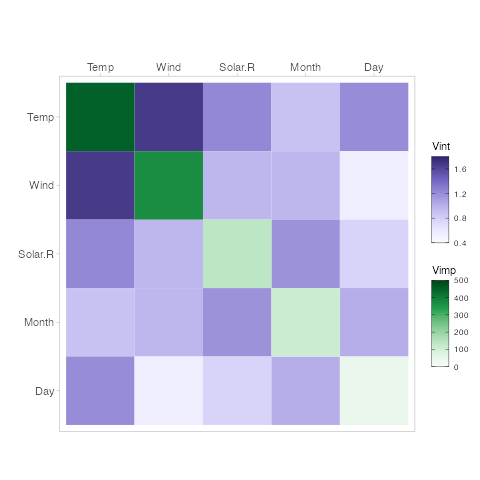 Temp Wind Solar.R Month Day
Temp
Wind
Solar.R
Month
Day
Vint
1.6
1.2
0.8
0.4
Vimp
500
400
300
200
100
0